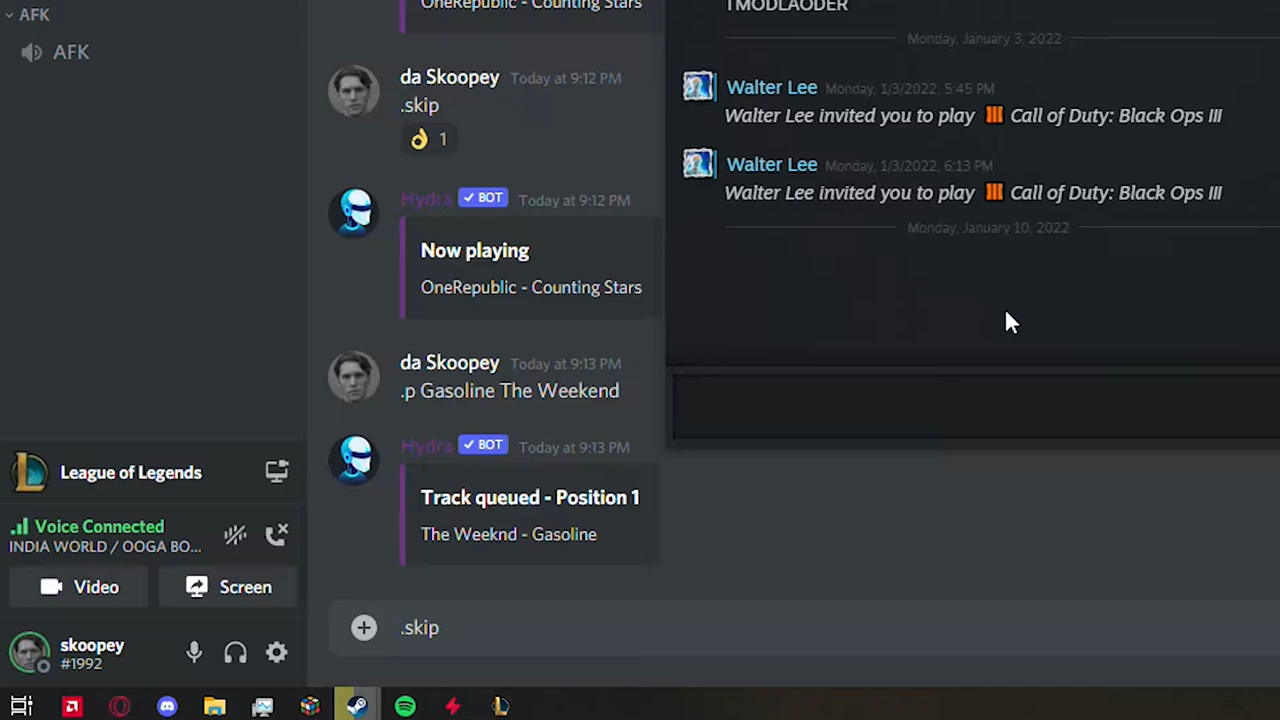 AFK
AFK
OneRepublic - Counting Stars
da Skoopey Today at 9:12 PM
.skip
1
Hydra BOT Today at 9:12 PM
Now playing
OneRepublic - Counting Stars
da Skoopey Today at 9:13 PM
.p Gasoline The Weekend
Hydra BOT Today at 9:13 PM
Track queued - Position 1
The Weeknd - Gasoline
.skip
TMODLAODER
Monday, January 3, 2022
Walter Lee Monday, 1/3/2022, 5:45 PM
Walter Lee invited you to play III Call of Duty: Black Ops III
Walter Lee Monday, 1/3/2022, 6:13 PM
Walter Lee invited you to play III Call of Duty: Black Ops III
Monday, January 10, 2022
League of Legends
Voice Connected
INDIA WORLD / OOGA BO...
Video Screen
skoopey
#1992